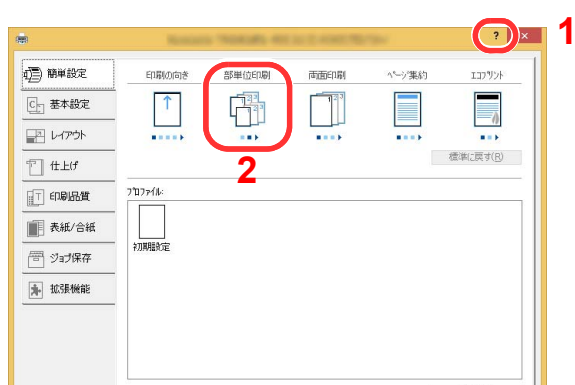 ? × 1
簡単設定
基本設定
レイアウト
仕上げ
印刷品質
表紙/合紙
ジョブ保存
拡張機能
印刷の向き 部単位印刷 両面印刷 ページ集約 エコプリント
2
標準に戻す(R)
プロファイル:
初期設定